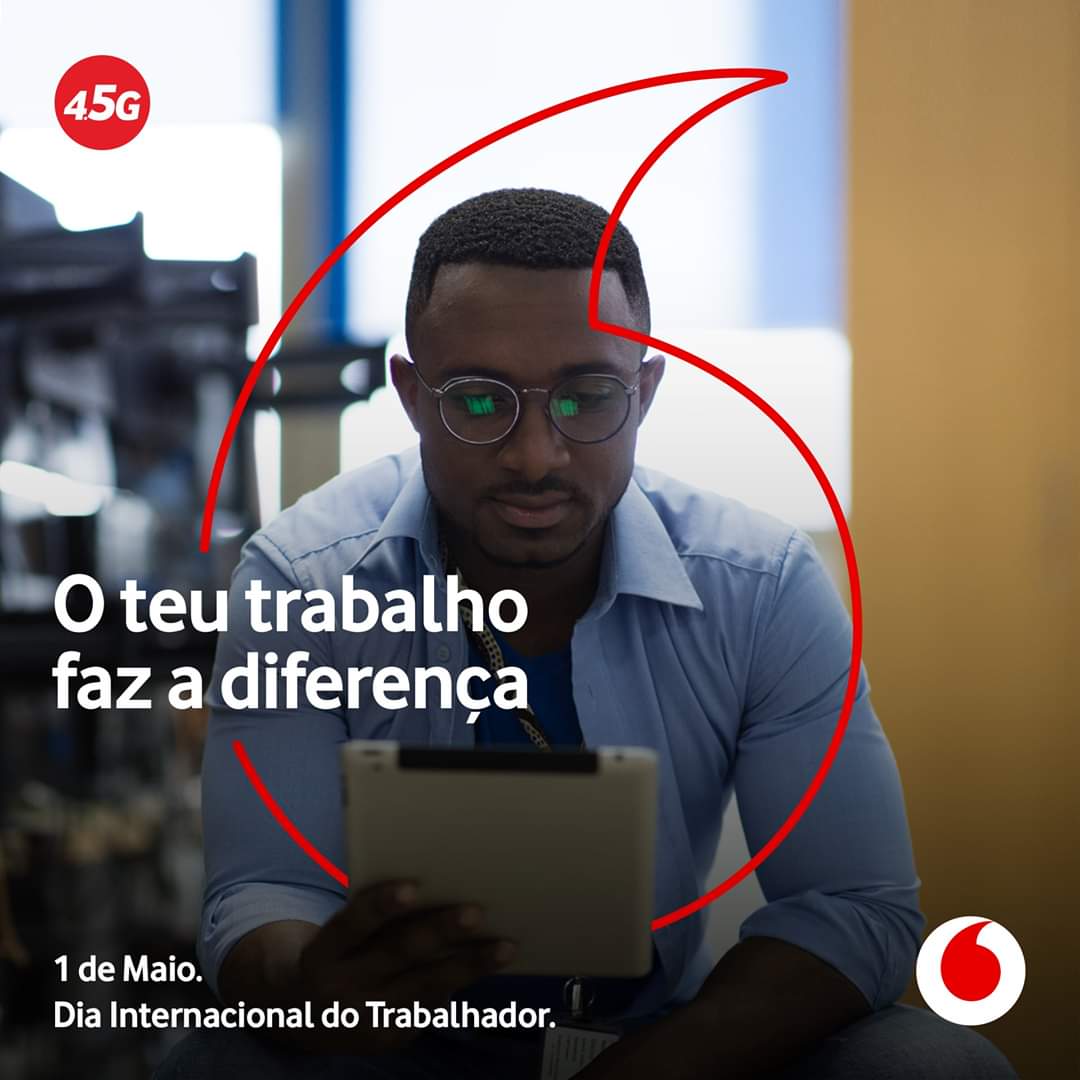 4.5G
O teu trabalho
faz a diferença
1 de Maio.
Dia Internacional do Trabalhador.